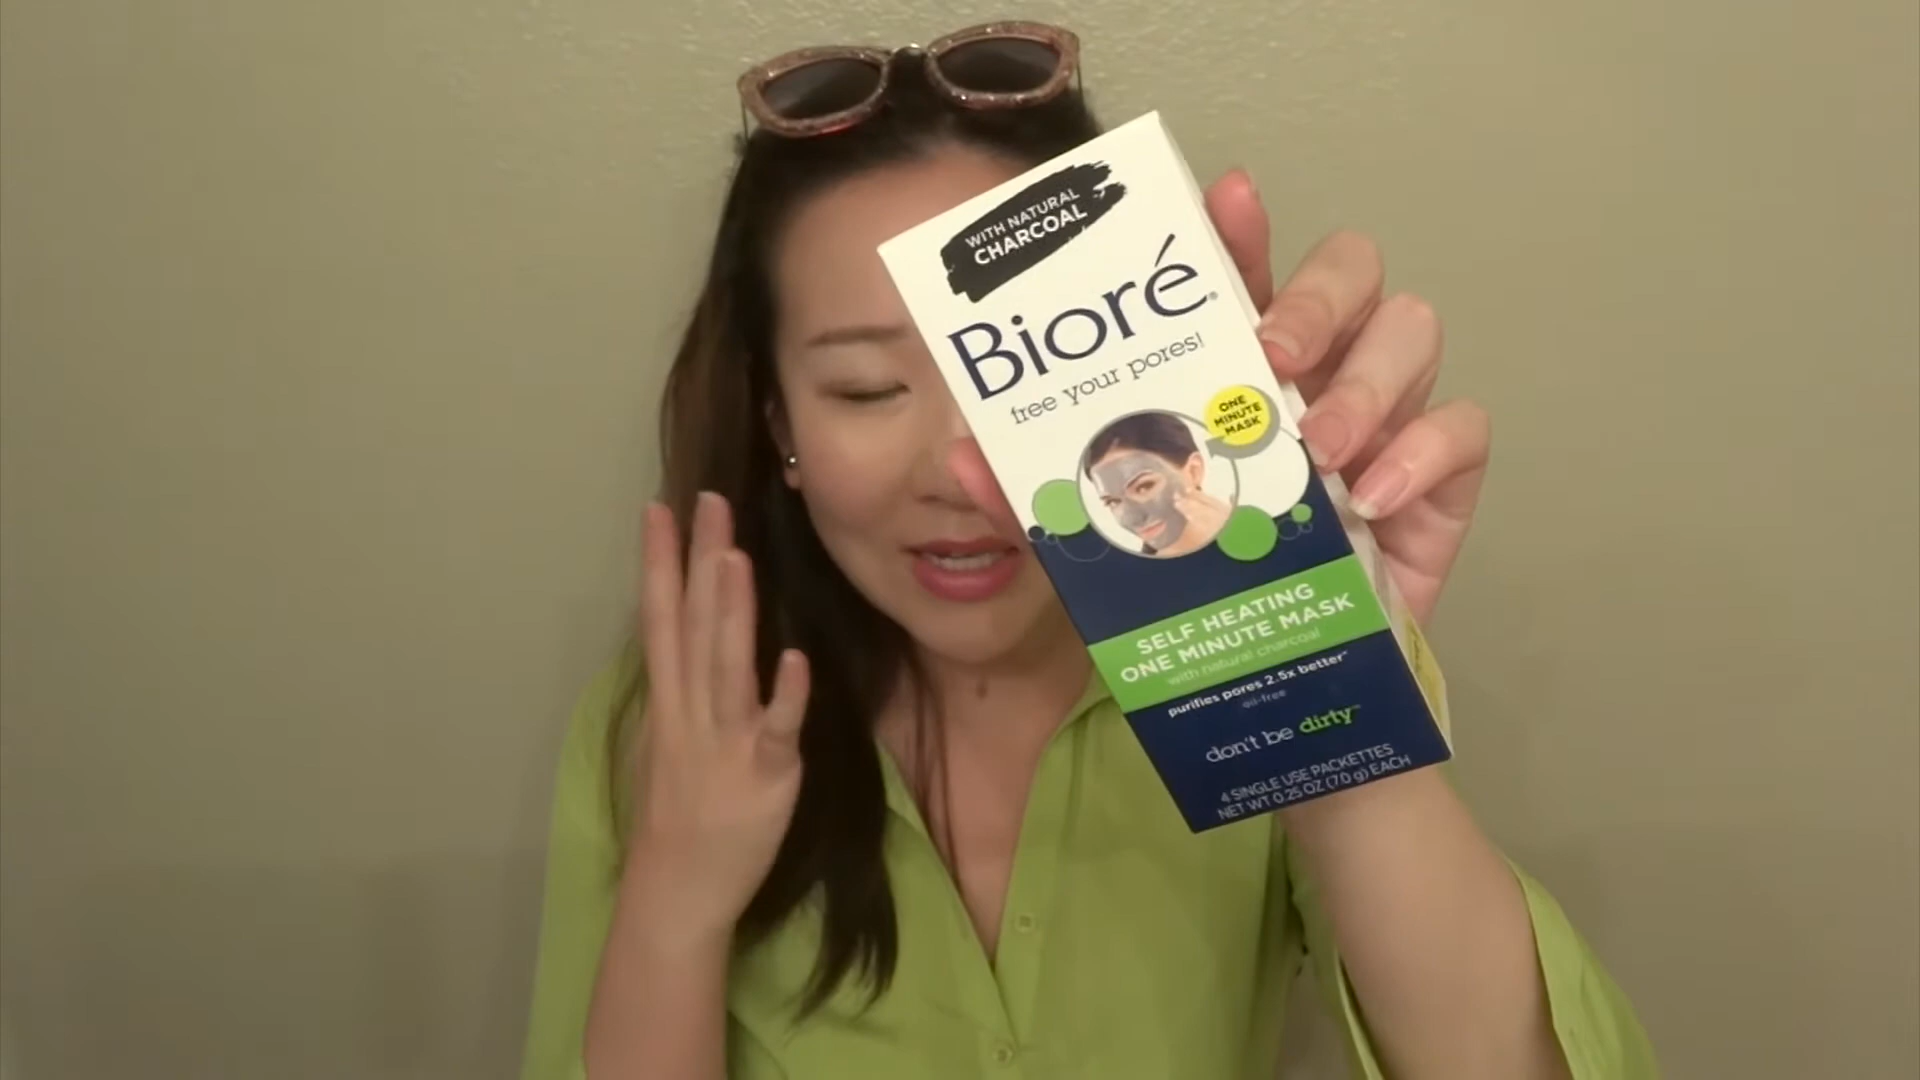 WITH NATURAL
CHARCOAL
Bioré®
free your pores!
ONE
MINUTE
MASK
SELF HEATING
ONE MINUTE MASK
with natural charcoal
purifies pores 2.5x better*
oil-free
don't be dirty™
4 SINGLE USE PACKETTES
NET WT 0.25 OZ (7.0 g) EACH